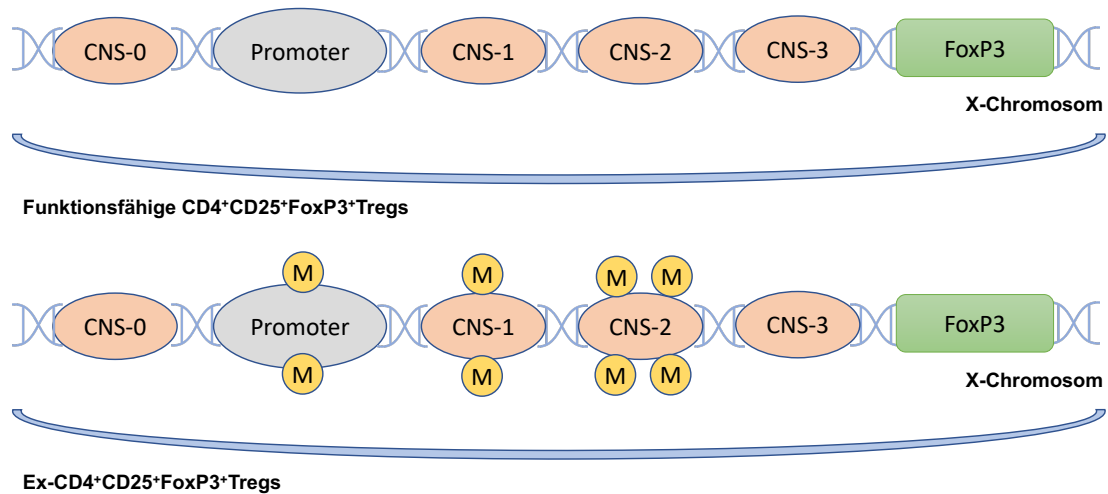 CNS-0 Promoter CNS-1 CNS-2 CNS-3 FoxP3
X-Chromosom
Funktionsfähige CD4⁺CD25⁺FoxP3⁺Tregs
M M M M
CNS-0 Promoter CNS-1 CNS-2 CNS-3 FoxP3
M M M M
X-Chromosom
Ex-CD4⁺CD25⁺FoxP3⁺Tregs